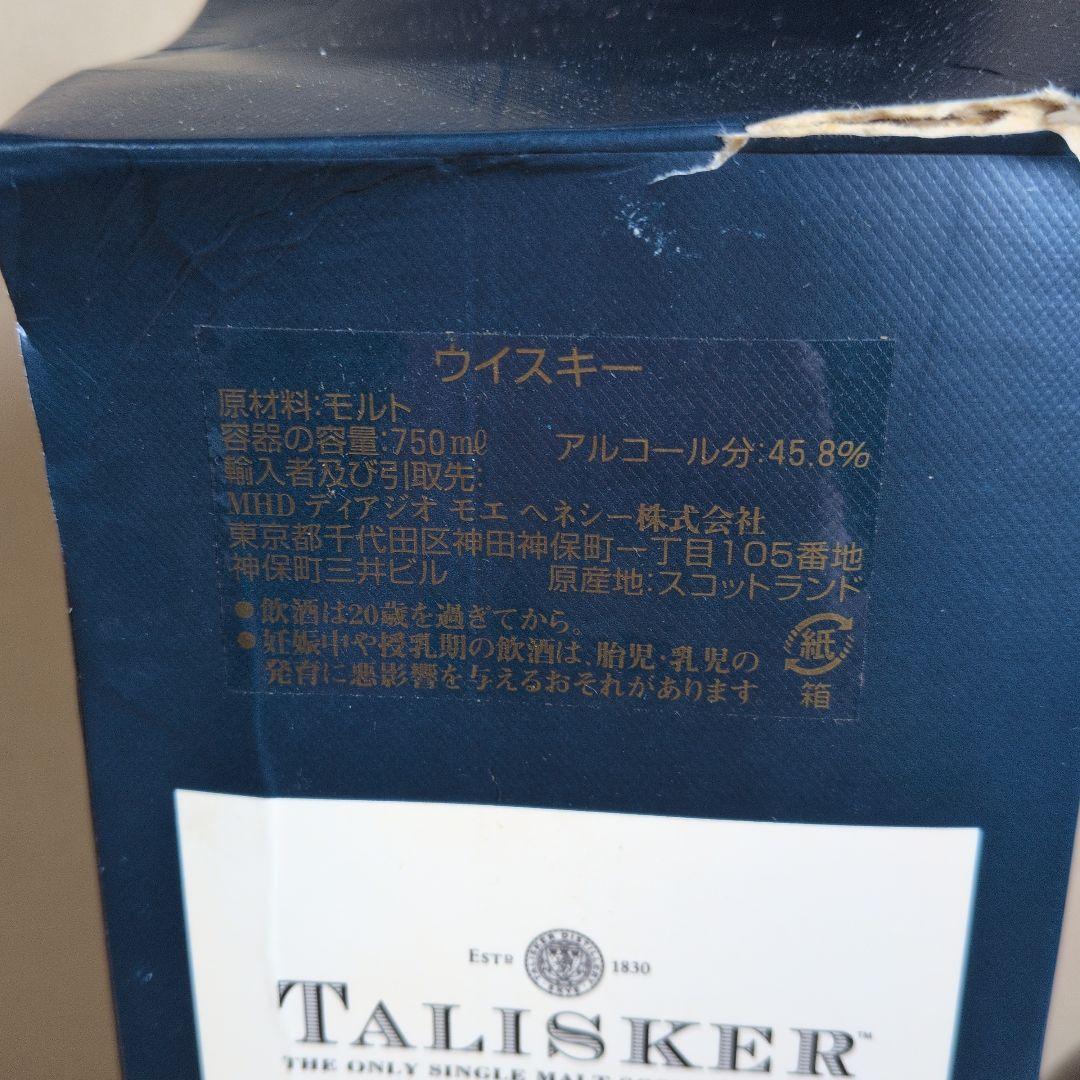 ウイスキー
原材料:モルト
容器の容量:750mℓ アルコール分:45.8%
輸入者及び引取先:
MHD ディアジオ モエ ヘネシー株式会社
東京都千代田区神田神保町一丁目105番地
神保町三井ビル 原産地:スコットランド
●飲酒は20歳を過ぎてから。
●妊娠中や授乳期の飲酒は、胎児・乳児の
発育に悪影響を与えるおそれがあります。
紙
箱
ESTD 1830
TALISKER DISTILLERY SKYE
TALISKER™
THE ONLY SINGLE MALT